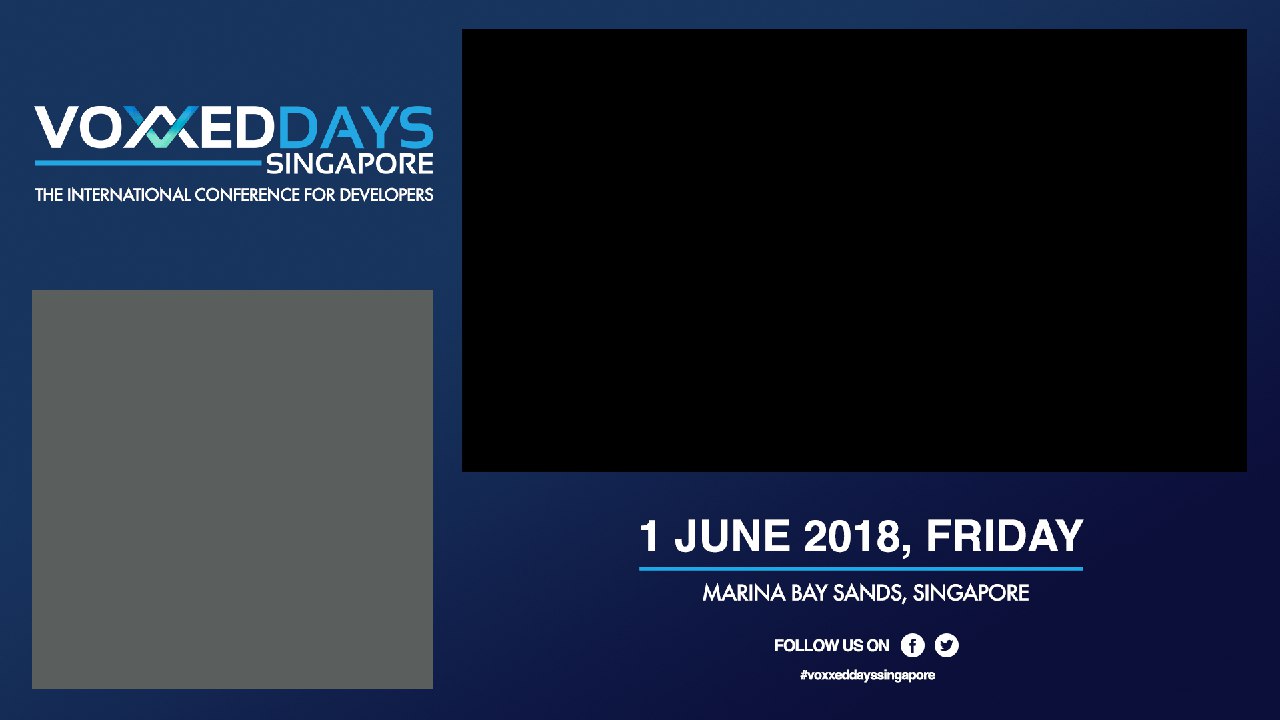 VOXXEDDAYS
SINGAPORE
THE INTERNATIONAL CONFERENCE FOR DEVELOPERS
1 JUNE 2018, FRIDAY
MARINA BAY SANDS, SINGAPORE
FOLLOW US ON
#voxxeddayssingapore